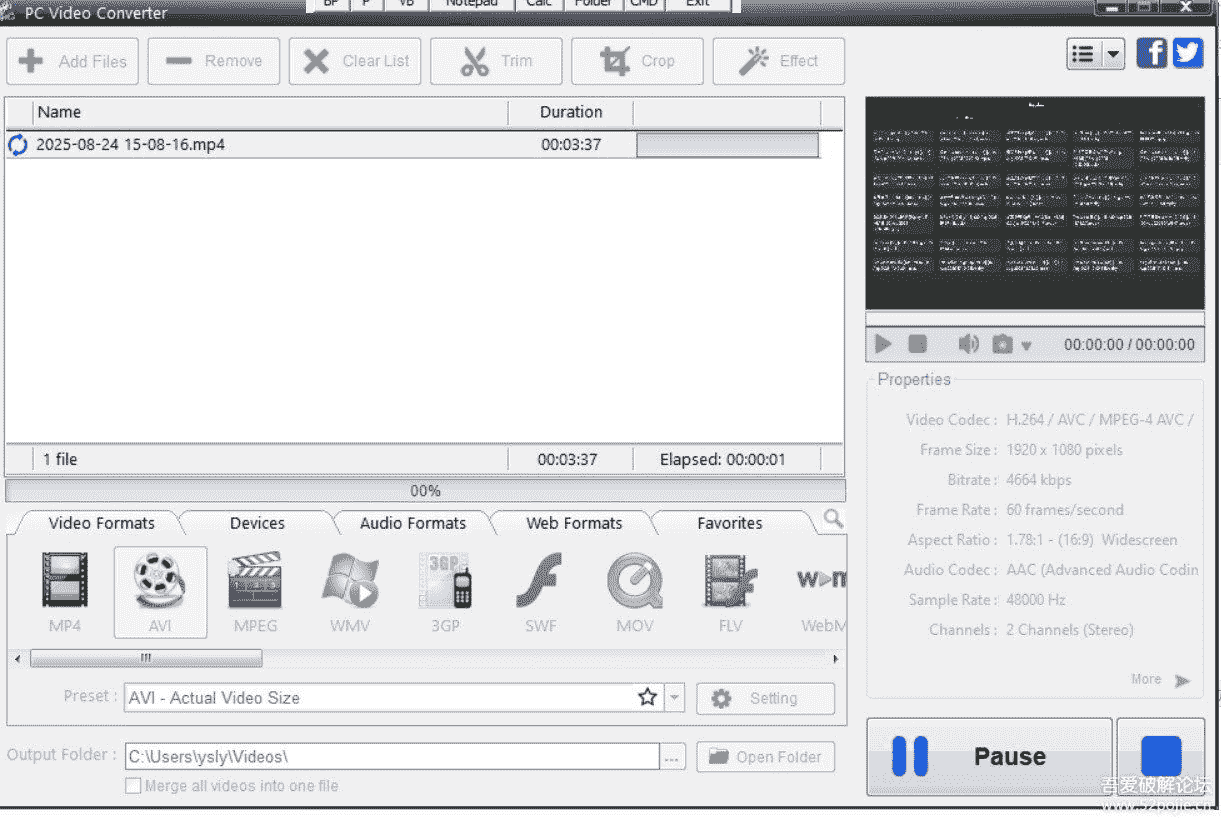 BP P VB Notepad Calc Folder CMD Exit
PC Video Converter
Add Files Remove Clear List Trim Crop Effect
Name Duration
2025-08-24 15-08-16.mp4 00:03:37
1 file 00:03:37 Elapsed: 00:00:01
00%
00:00:00 / 00:00:00
Properties
Video Codec : H.264 / AVC / MPEG-4 AVC /
Frame Size : 1920 x 1080 pixels
Bitrate : 4664 kbps
Frame Rate : 60 frames/second
Aspect Ratio : 1.78:1 - (16:9) Widescreen
Audio Codec : AAC (Advanced Audio Codin
Sample Rate : 48000 Hz
Channels : 2 Channels (Stereo)
More
Video Formats Devices Audio Formats Web Formats Favorites
3GP
MP4 AVI MPEG WMV 3GP SWF MOV FLV WebM
Preset : AVI - Actual Video Size Setting
Output Folder : C:\Users\ysly\Videos\ ... Open Folder
Merge all videos into one file
Pause
吾爱破解论坛
www.52pojie.cn